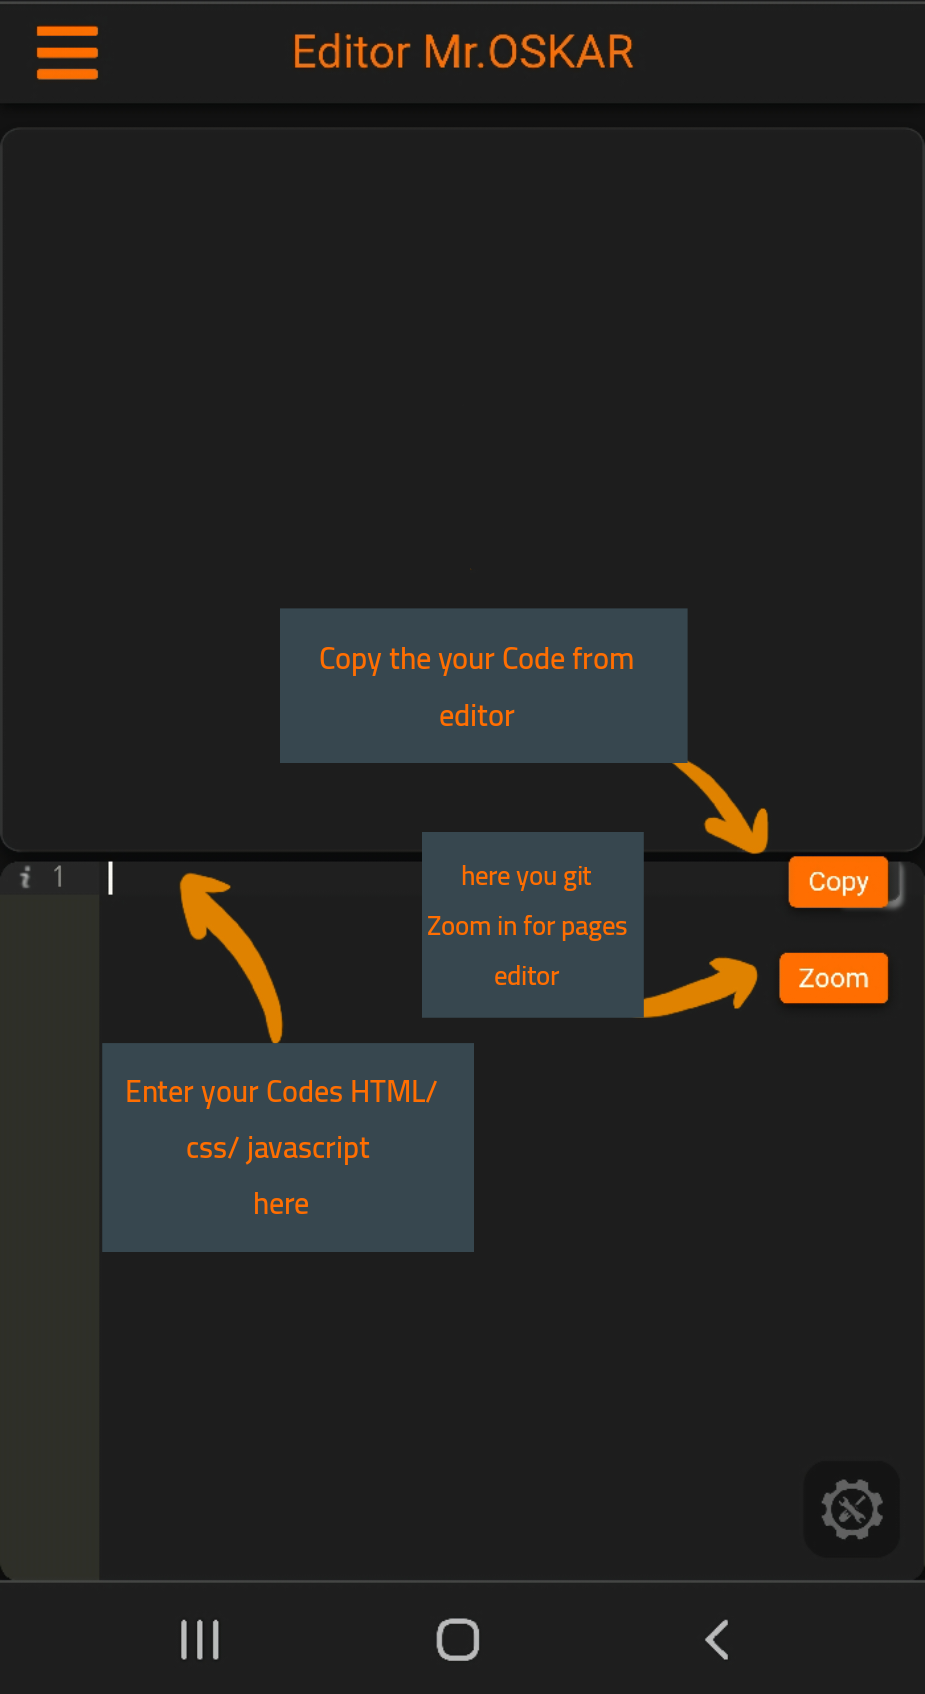 Editor Mr.OSKAR
Copy the your Code from
editor
here you git
Zoom in for pages
editor
Copy
i 1
Zoom
Enter your Codes HTML/
css/ javascript
here